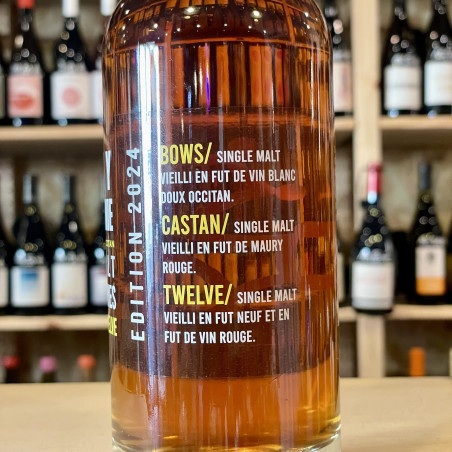 BOWS/ SINGLE MALT
VIEILLI EN FUT DE VIN BLANC
DOUX OCCITAN.
CASTAN/ SINGLE MALT
VIEILLI EN FUT DE MAURY
ROUGE.
TWELVE/ SINGLE MALT
VIEILLI EN FUT NEUF ET EN
FUT DE VIN ROUGE.
EDITION 2024